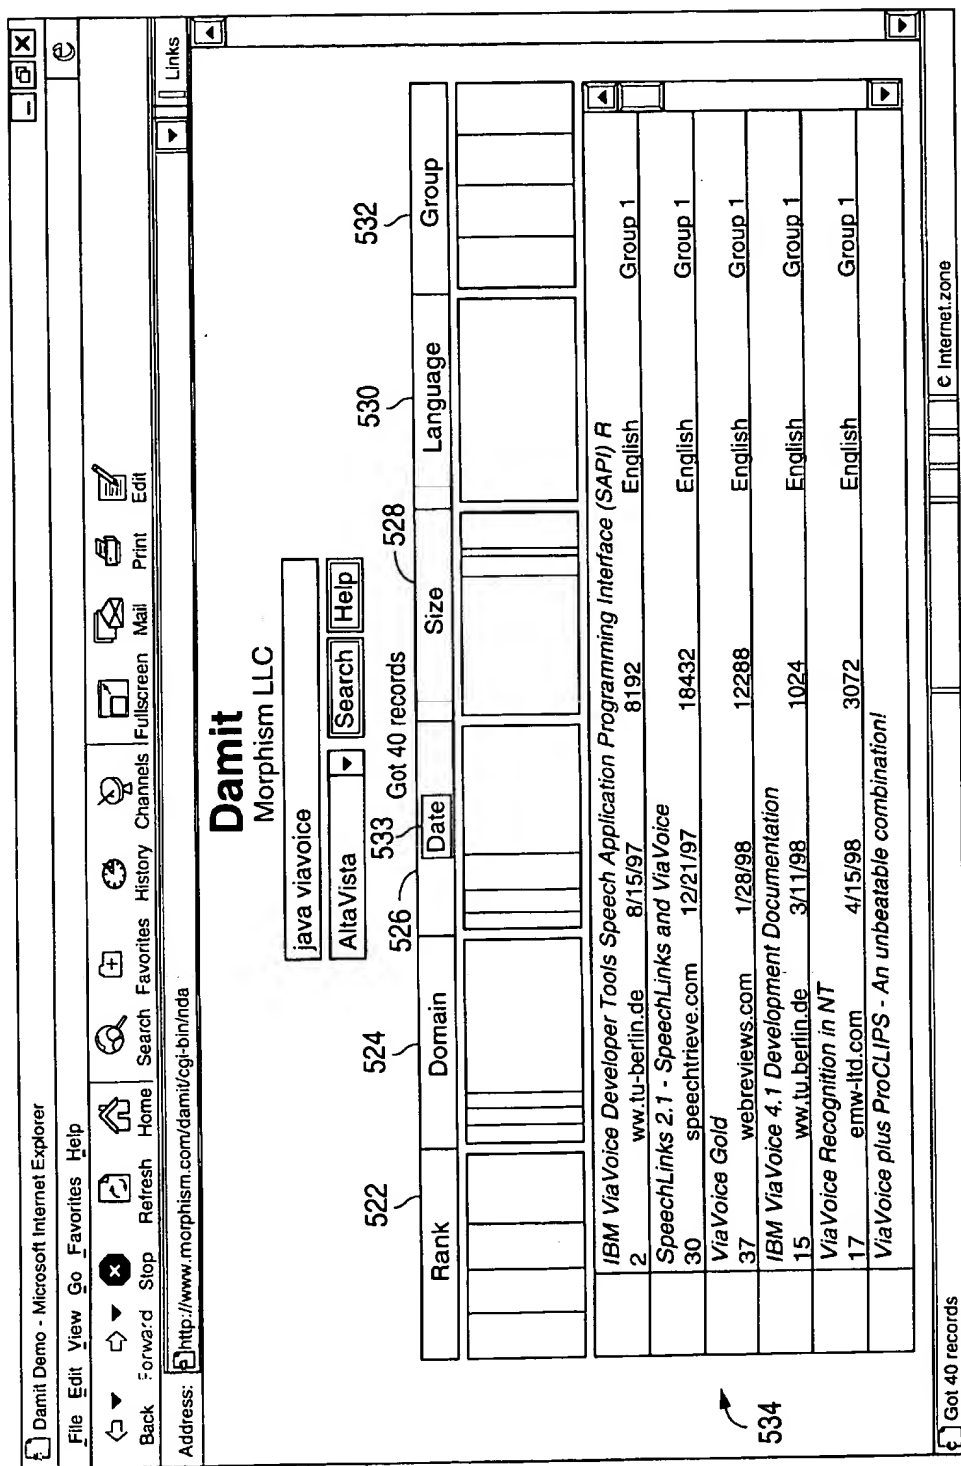 Damit Demo - Microsoft Internet Explorer
File Edit View Go Favorites Help
Back Forward Stop Refresh Home Search Favorites History Channels Fullscreen Mail Print Edit
Address: http://www.morphism.com/damit/cgi-bin/nda Links
Damit
Morphism LLC
java viavoice
AltaVista Search Help
533 Got 40 records
522 524 526 528 530 532
Rank Domain Date Size Language Group
IBM ViaVoice Developer Tools Speech Application Programming Interface (SAPI) R
2 ww.tu-berlin.de 8/15/97 8192 English Group 1
SpeechLinks 2.1 - SpeechLinks and ViaVoice
30 speechtrieve.com 12/21/97 18432 English Group 1
ViaVoice Gold
37 webreviews.com 1/28/98 12288 English Group 1
IBM ViaVoice 4.1 Development Documentation
15 ww.tu.berlin.de 3/11/98 1024 English Group 1
ViaVoice Recognition in NT
17 emw-ltd.com 4/15/98 3072 English Group 1
ViaVoice plus ProCLIPS - An unbeatable combination!
534
Got 40 records Internet.zone